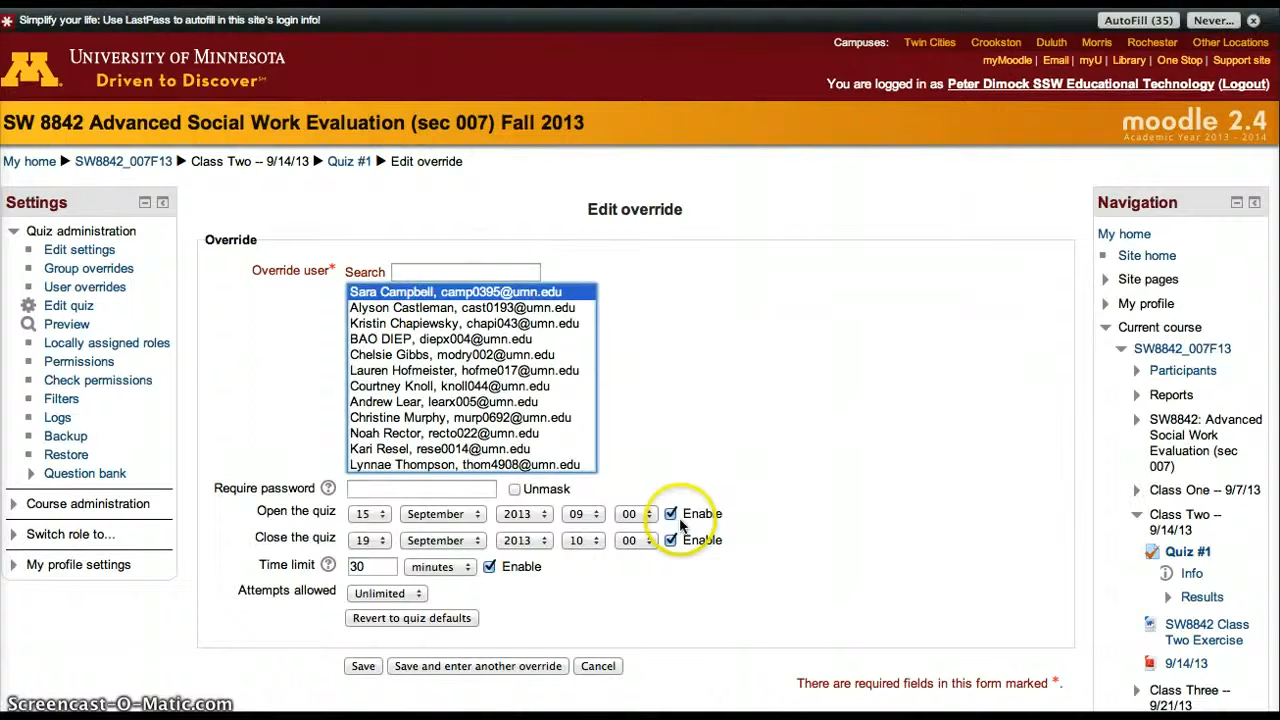 Simplify your life: Use LastPass to autofill in this site's login info!
AutoFill (35)
Never...
UNIVERSITY OF MINNESOTA
Driven to Discover℠
Campuses: Twin Cities Crookston Duluth Morris Rochester Other Locations
myMoodle | Email | myU | Library | One Stop | Support site
You are logged in as Peter Dimock SSW Educational Technology (Logout)
SW 8842 Advanced Social Work Evaluation (sec 007) Fall 2013
moodle 2.4
Academic Year 2013 - 2014
My home ► SW8842_007F13 ► Class Two -- 9/14/13 ► Quiz #1 ► Edit override
Settings
Quiz administration
Edit settings
Group overrides
User overrides
Edit quiz
Preview
Locally assigned roles
Permissions
Check permissions
Filters
Logs
Backup
Restore
Question bank
Course administration
Switch role to...
My profile settings
Edit override
Override
Override user*
Search
Sara Campbell, camp0395@umn.edu
Alyson Castleman, cast0193@umn.edu
Kristin Chapiewsky, chapi043@umn.edu
BAO DIEP, diepx004@umn.edu
Chelsie Gibbs, modry002@umn.edu
Lauren Hofmeister, hofme017@umn.edu
Courtney Knoll, knoll044@umn.edu
Andrew Lear, learx005@umn.edu
Christine Murphy, murp0692@umn.edu
Noah Rector, recto022@umn.edu
Kari Resel, rese0014@umn.edu
Lynnae Thompson, thom4908@umn.edu
Require password
Unmask
Open the quiz 15 September 2013 09 00 Enable
Close the quiz 19 September 2013 10 00 Enable
Time limit 30 minutes Enable
Attempts allowed Unlimited
Revert to quiz defaults
Save
Save and enter another override
Cancel
There are required fields in this form marked *.
Navigation
My home
Site home
Site pages
My profile
Current course
SW8842_007F13
Participants
Reports
SW8842: Advanced
Social Work
Evaluation (sec
007)
Class One -- 9/7/13
Class Two --
9/14/13
Quiz #1
Info
Results
SW8842 Class
Two Exercise
9/14/13
Class Three --
9/21/13
Screencast-O-Matic.com